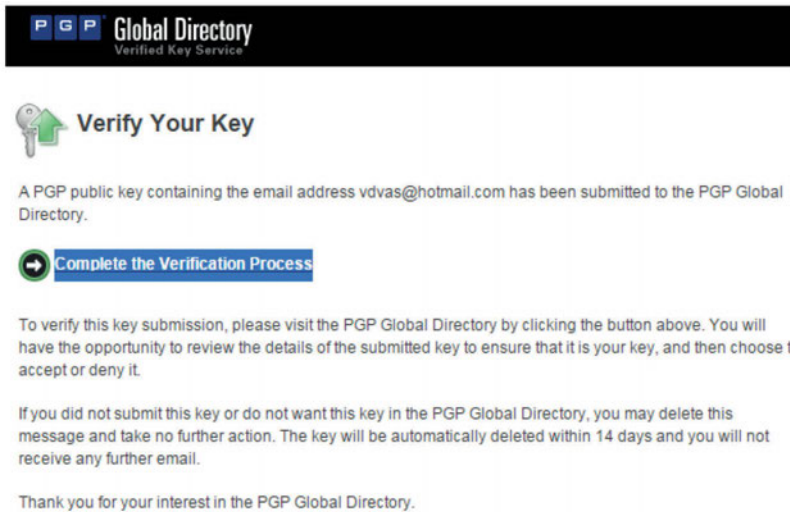 PGP Global Directory
Verified Key Service
Verify Your Key
A PGP public key containing the email address vdvas@hotmail.com has been submitted to the PGP Global
Directory.
Complete the Verification Process
To verify this key submission, please visit the PGP Global Directory by clicking the button above. You will
have the opportunity to review the details of the submitted key to ensure that it is your key, and then choose
accept or deny it.
If you did not submit this key or do not want this key in the PGP Global Directory, you may delete this
message and take no further action. The key will be automatically deleted within 14 days and you will not
receive any further email.
Thank you for your interest in the PGP Global Directory.